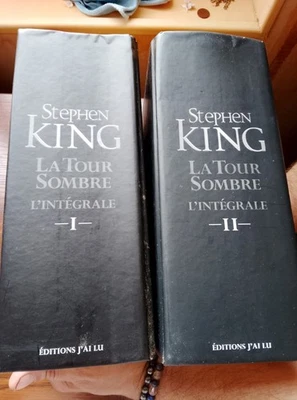 Stephen
KING
LA TOUR
SOMBRE
L'INTÉGRALE
-I-
ÉDITIONS J'AI LU
Stephen
KING
LA TOUR
SOMBRE
L'INTÉGRALE
-II-
ÉDITIONS J'AI LU